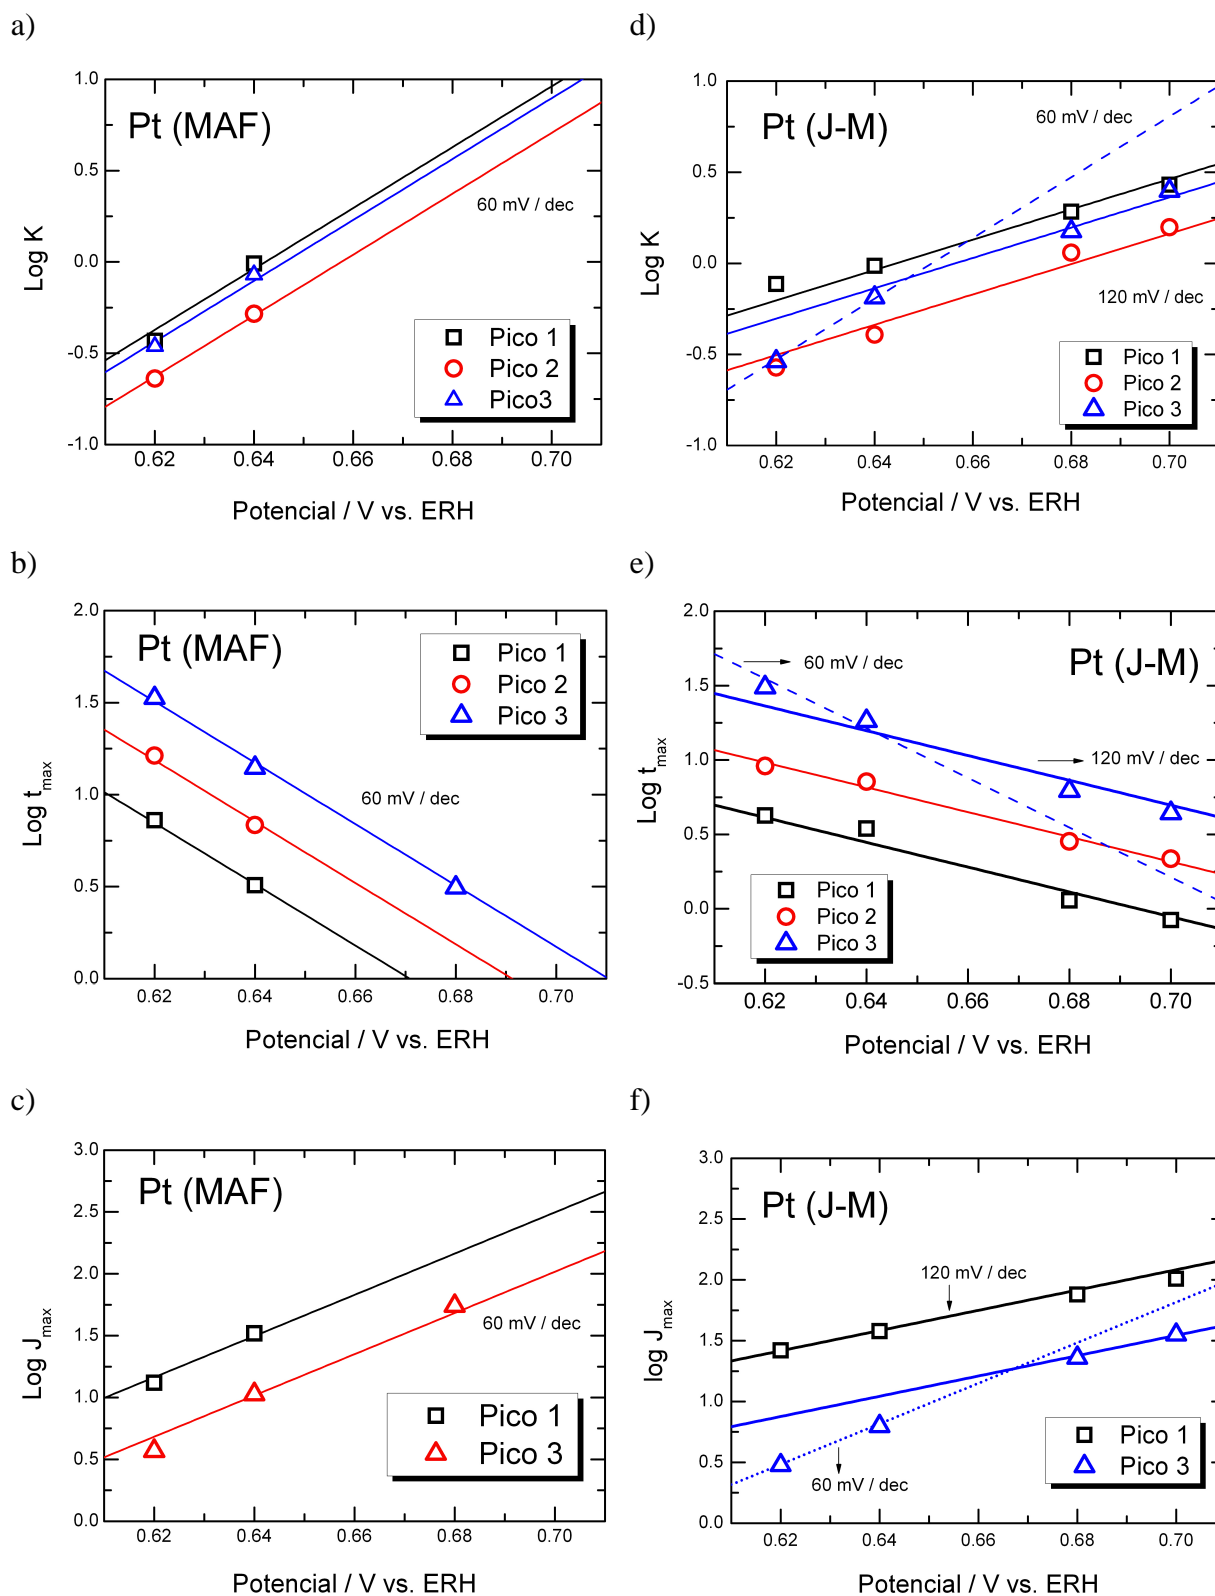 a)
Pt (MAF)
60 mV / dec
Pico 1
Pico 2
Pico3
Log K
1.0
0.5
0.0
-0.5
-1.0
0.62 0.64 0.66 0.68 0.70
Potencial / V vs. ERH
d)
Pt (J-M)
60 mV / dec
120 mV / dec
Pico 1
Pico 2
Pico 3
Log K
1.0
0.5
0.0
-0.5
-1.0
0.62 0.64 0.66 0.68 0.70
Potencial / V vs. ERH
b)
Pt (MAF)
Pico 1
Pico 2
Pico 3
60 mV / dec
Log tmax
2.0
1.5
1.0
0.5
0.0
0.62 0.64 0.66 0.68 0.70
Potencial / V vs. ERH
e)
60 mV / dec
Pt (J-M)
120 mV / dec
Pico 1
Pico 2
Pico 3
Log tmax
2.0
1.5
1.0
0.5
0.0
-0.5
0.62 0.64 0.66 0.68 0.70
Potencial / V vs. ERH
c)
Pt (MAF)
60 mV / dec
Pico 1
Pico 3
Log Jmax
3.0
2.5
2.0
1.5
1.0
0.5
0.0
0.62 0.64 0.66 0.68 0.70
Potencial / V vs. ERH
f)
Pt (J-M)
120 mV / dec
60 mV / dec
Pico 1
Pico 3
log Jmax
3.0
2.5
2.0
1.5
1.0
0.5
0.0
0.62 0.64 0.66 0.68 0.70
Potencial / V vs. ERH